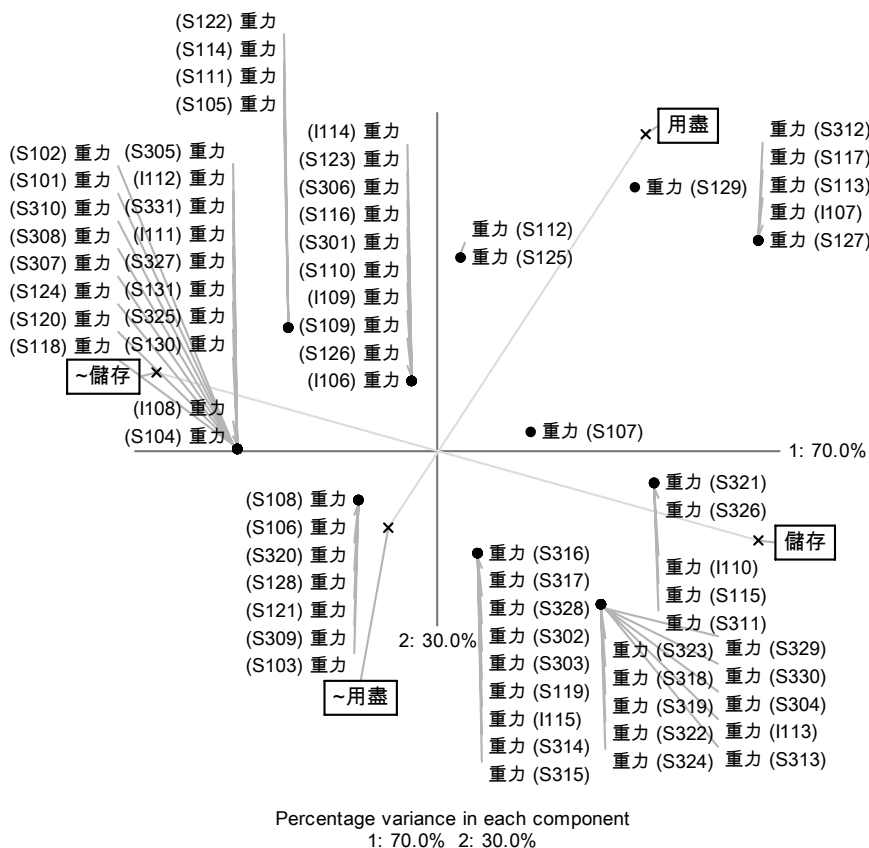 (S122) 重力
(S114) 重力
(S111) 重力
(S105) 重力
(I114) 重力
(S123) 重力
(S306) 重力
(S116) 重力
(S301) 重力
(S110) 重力
(I109) 重力
(S109) 重力
(S126) 重力
(I106) 重力
用盡
重力 (S312)
重力 (S117)
重力 (S113)
重力 (I107)
重力 (S127)
重力 (S129)
重力 (S112)
重力 (S125)
(S102) 重力
(S101) 重力
(S310) 重力
(S308) 重力
(S307) 重力
(S124) 重力
(S120) 重力
(S118) 重力
(S305) 重力
(I112) 重力
(S331) 重力
(I111) 重力
(S327) 重力
(S131) 重力
(S325) 重力
(S130) 重力
~儲存
(I108) 重力
(S104) 重力
重力 (S107)
1: 70.0%
(S108) 重力
(S106) 重力
(S320) 重力
(S128) 重力
(S121) 重力
(S309) 重力
(S103) 重力
~用盡
2: 30.0%
重力 (S316)
重力 (S317)
重力 (S328)
重力 (S302)
重力 (S303)
重力 (S119)
重力 (I115)
重力 (S314)
重力 (S315)
重力 (S321)
重力 (S326)
儲存
重力 (I110)
重力 (S115)
重力 (S311)
重力 (S323)
重力 (S318)
重力 (S319)
重力 (S322)
重力 (S324)
重力 (S329)
重力 (S330)
重力 (S304)
重力 (I113)
重力 (S313)
Percentage variance in each component
1: 70.0% 2: 30.0%